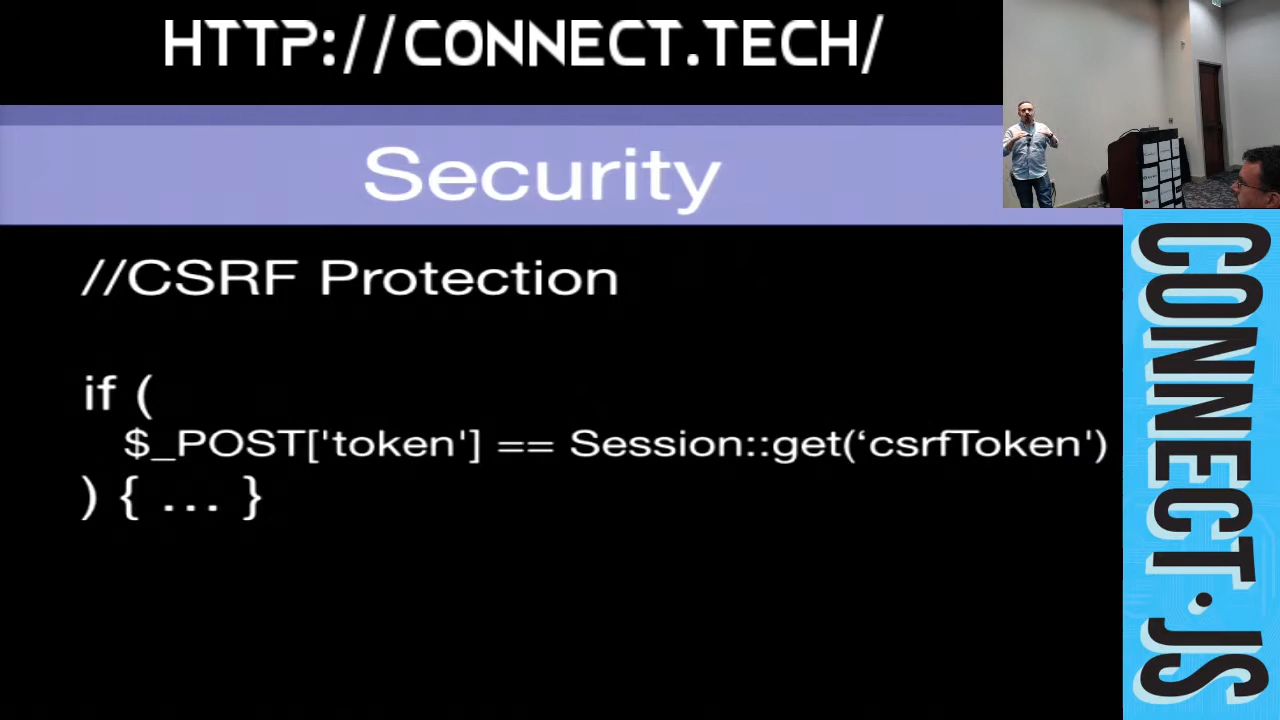 HTTP://CONNECT.TECH/
Security
//CSRF Protection
if (
$_POST['token'] == Session::get(‘csrfToken')
) { ... }
CONNECT.JS